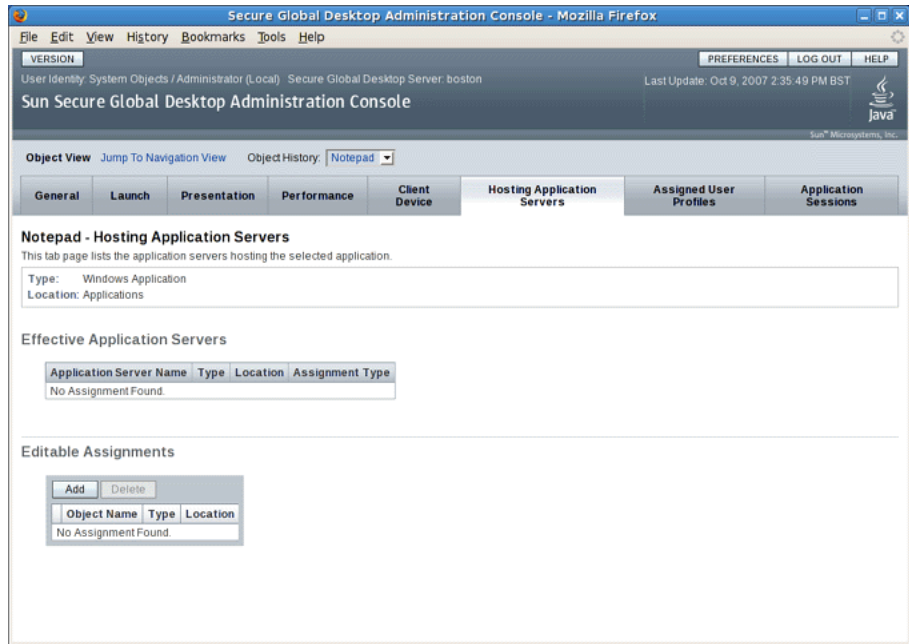 Secure Global Desktop Administration Console - Mozilla Firefox
File Edit View History Bookmarks Tools Help
VERSION PREFERENCES LOG OUT HELP
User Identity: System Objects / Administrator (Local) Secure Global Desktop Server: boston Last Update: Oct 9, 2007 2:35:49 PM BST
Sun Secure Global Desktop Administration Console
Java
Sun™ Microsystems, Inc.
Object View Jump To Navigation View Object History: Notepad
General Launch Presentation Performance Client Device Hosting Application Servers Assigned User Profiles Application Sessions
Notepad - Hosting Application Servers
This tab page lists the application servers hosting the selected application.
Type: Windows Application
Location: Applications
Effective Application Servers
Application Server Name Type Location Assignment Type
No Assignment Found.
Editable Assignments
Add Delete
Object Name Type Location
No Assignment Found.